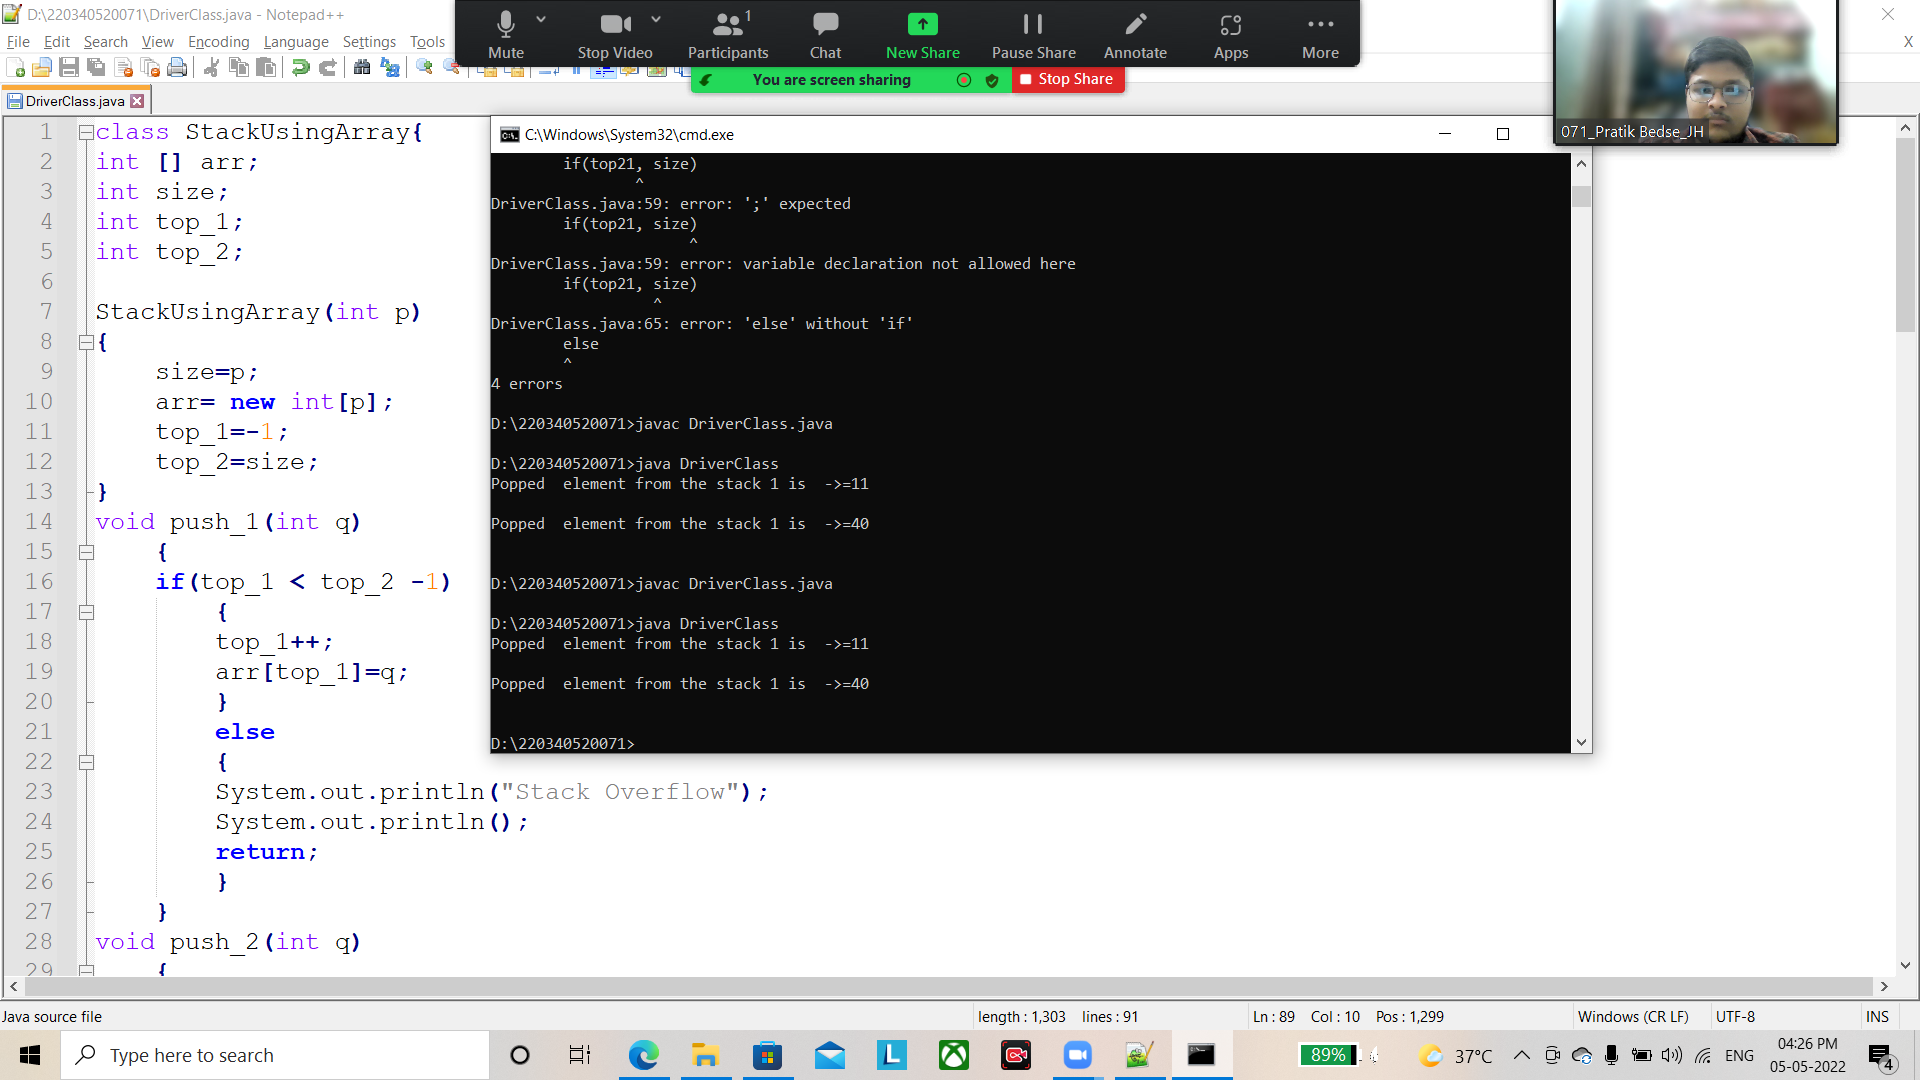 D:\220340520071\DriverClass.java - Notepad++
File Edit Search View Encoding Language Settings Tools
X
Mute
Stop Video
1
Participants
Chat
New Share
Pause Share
Annotate
Apps
More
You are screen sharing
Stop Share
071_Pratik Bedse_JH
DriverClass.java
1 class StackUsingArray{
2 int [] arr;
3 int size;
4 int top_1;
5 int top_2;
6
7 StackUsingArray(int p)
8 {
9 size=p;
10 arr= new int[p];
11 top_1=-1;
12 top_2=size;
13 }
14 void push_1(int q)
15 {
16 if(top_1 < top_2 -1)
17 {
18 top_1++;
19 arr[top_1]=q;
20 }
21 else
22 {
23 System.out.println("Stack Overflow");
24 System.out.println();
25 return;
26 }
27 }
28 void push_2(int q)
29 {
C:\Windows\System32\cmd.exe
if(top21, size)
^
DriverClass.java:59: error: ';' expected
if(top21, size)
^
DriverClass.java:59: error: variable declaration not allowed here
if(top21, size)
^
DriverClass.java:65: error: 'else' without 'if'
else
^
4 errors
D:\220340520071>javac DriverClass.java
D:\220340520071>java DriverClass
Popped  element from the stack 1 is  ->=11
Popped  element from the stack 1 is  ->=40
D:\220340520071>javac DriverClass.java
D:\220340520071>java DriverClass
Popped  element from the stack 1 is  ->=11
Popped  element from the stack 1 is  ->=40
D:\220340520071>
Java source file
length : 1,303 lines : 91
Ln : 89 Col : 10 Pos : 1,299
Windows (CR LF)
UTF-8
INS
Type here to search
89%
37°C
ENG
04:26 PM
05-05-2022
4